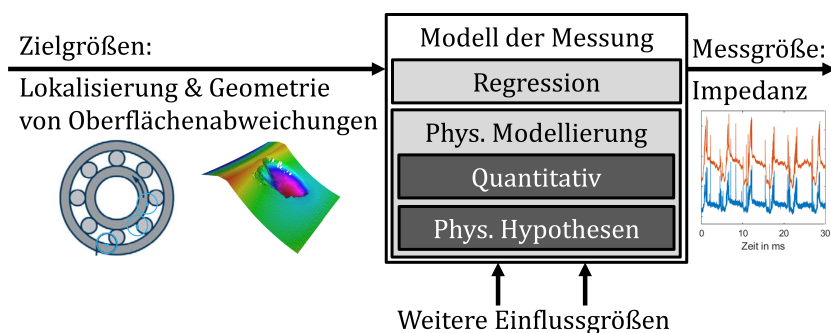 Zielgrößen:
Lokalisierung & Geometrie
von Oberflächenabweichungen
Modell der Messung
Regression
Phys. Modellierung
Quantitativ
Phys. Hypothesen
Weitere Einflussgrößen
Messgröße:
Impedanz
0 10 20 30
Zeit in ms